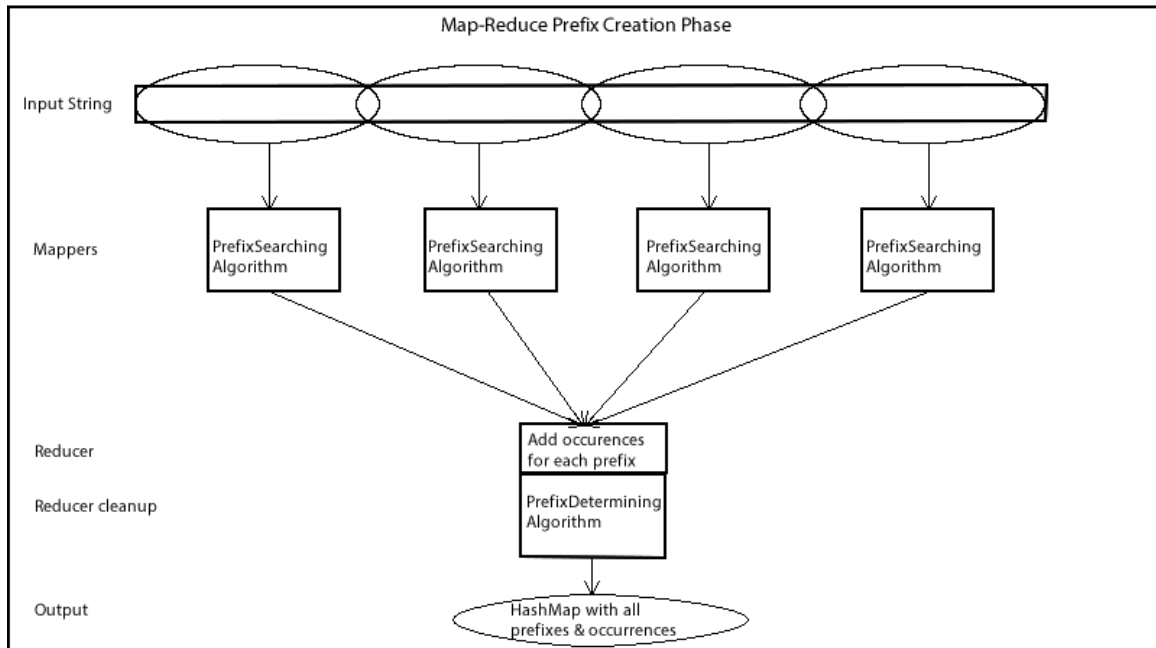 Map-Reduce Prefix Creation Phase
Input String
Mappers
PrefixSearching
Algorithm
PrefixSearching
Algorithm
PrefixSearching
Algorithm
PrefixSearching
Algorithm
Reducer
Add occurences
for each prefix
Reducer cleanup
PrefixDetermining
Algorithm
Output
HashMap with all
prefixes & occurrences